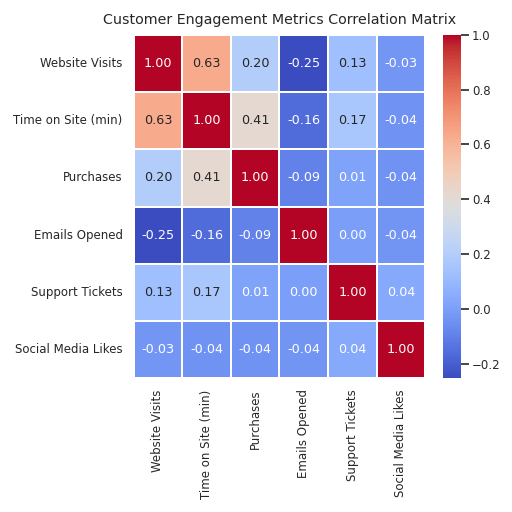 Customer Engagement Metrics Correlation Matrix
Website Visits 1.00 0.63 0.20 -0.25 0.13 -0.03
Time on Site (min) 0.63 1.00 0.41 -0.16 0.17 -0.04
Purchases 0.20 0.41 1.00 -0.09 0.01 -0.04
Emails Opened -0.25 -0.16 -0.09 1.00 0.00 -0.04
Support Tickets 0.13 0.17 0.01 0.00 1.00 0.04
Social Media Likes -0.03 -0.04 -0.04 -0.04 0.04 1.00
Website Visits
Time on Site (min)
Purchases
Emails Opened
Support Tickets
Social Media Likes
1.0
0.8
0.6
0.4
0.2
0.0
−0.2